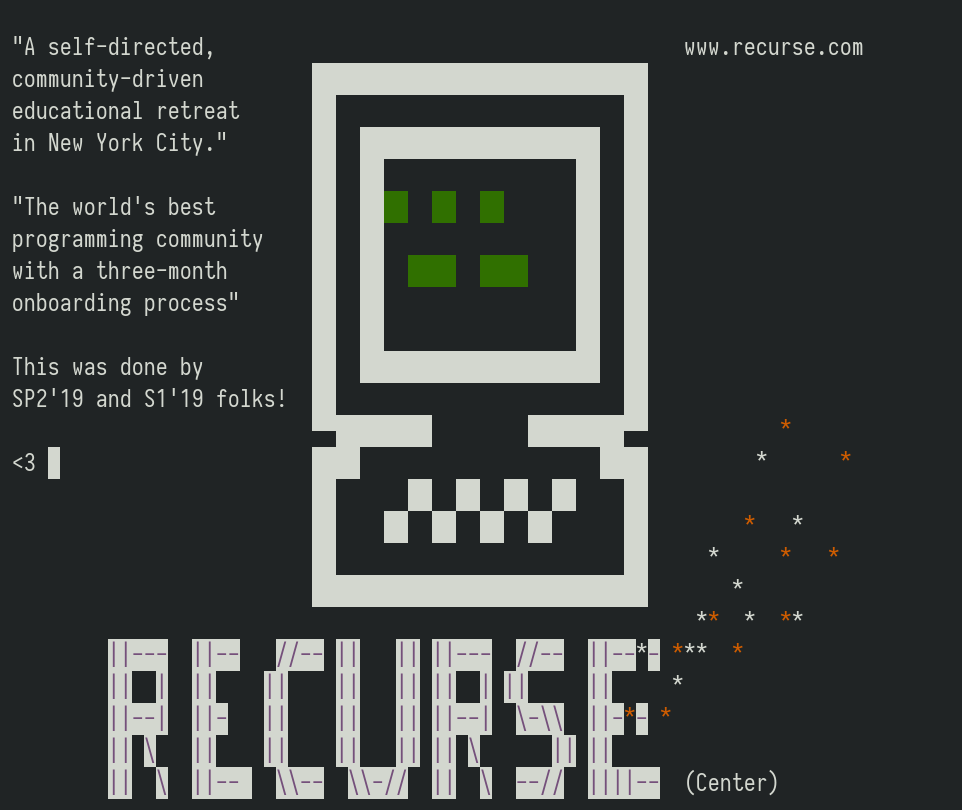 "A self-directed,
community-driven
educational retreat
in New York City."
"The world's best
programming community
with a three-month
onboarding process"
This was done by
SP2'19 and S1'19 folks!
<3
www.recurse.com
RECURSE
(Center)